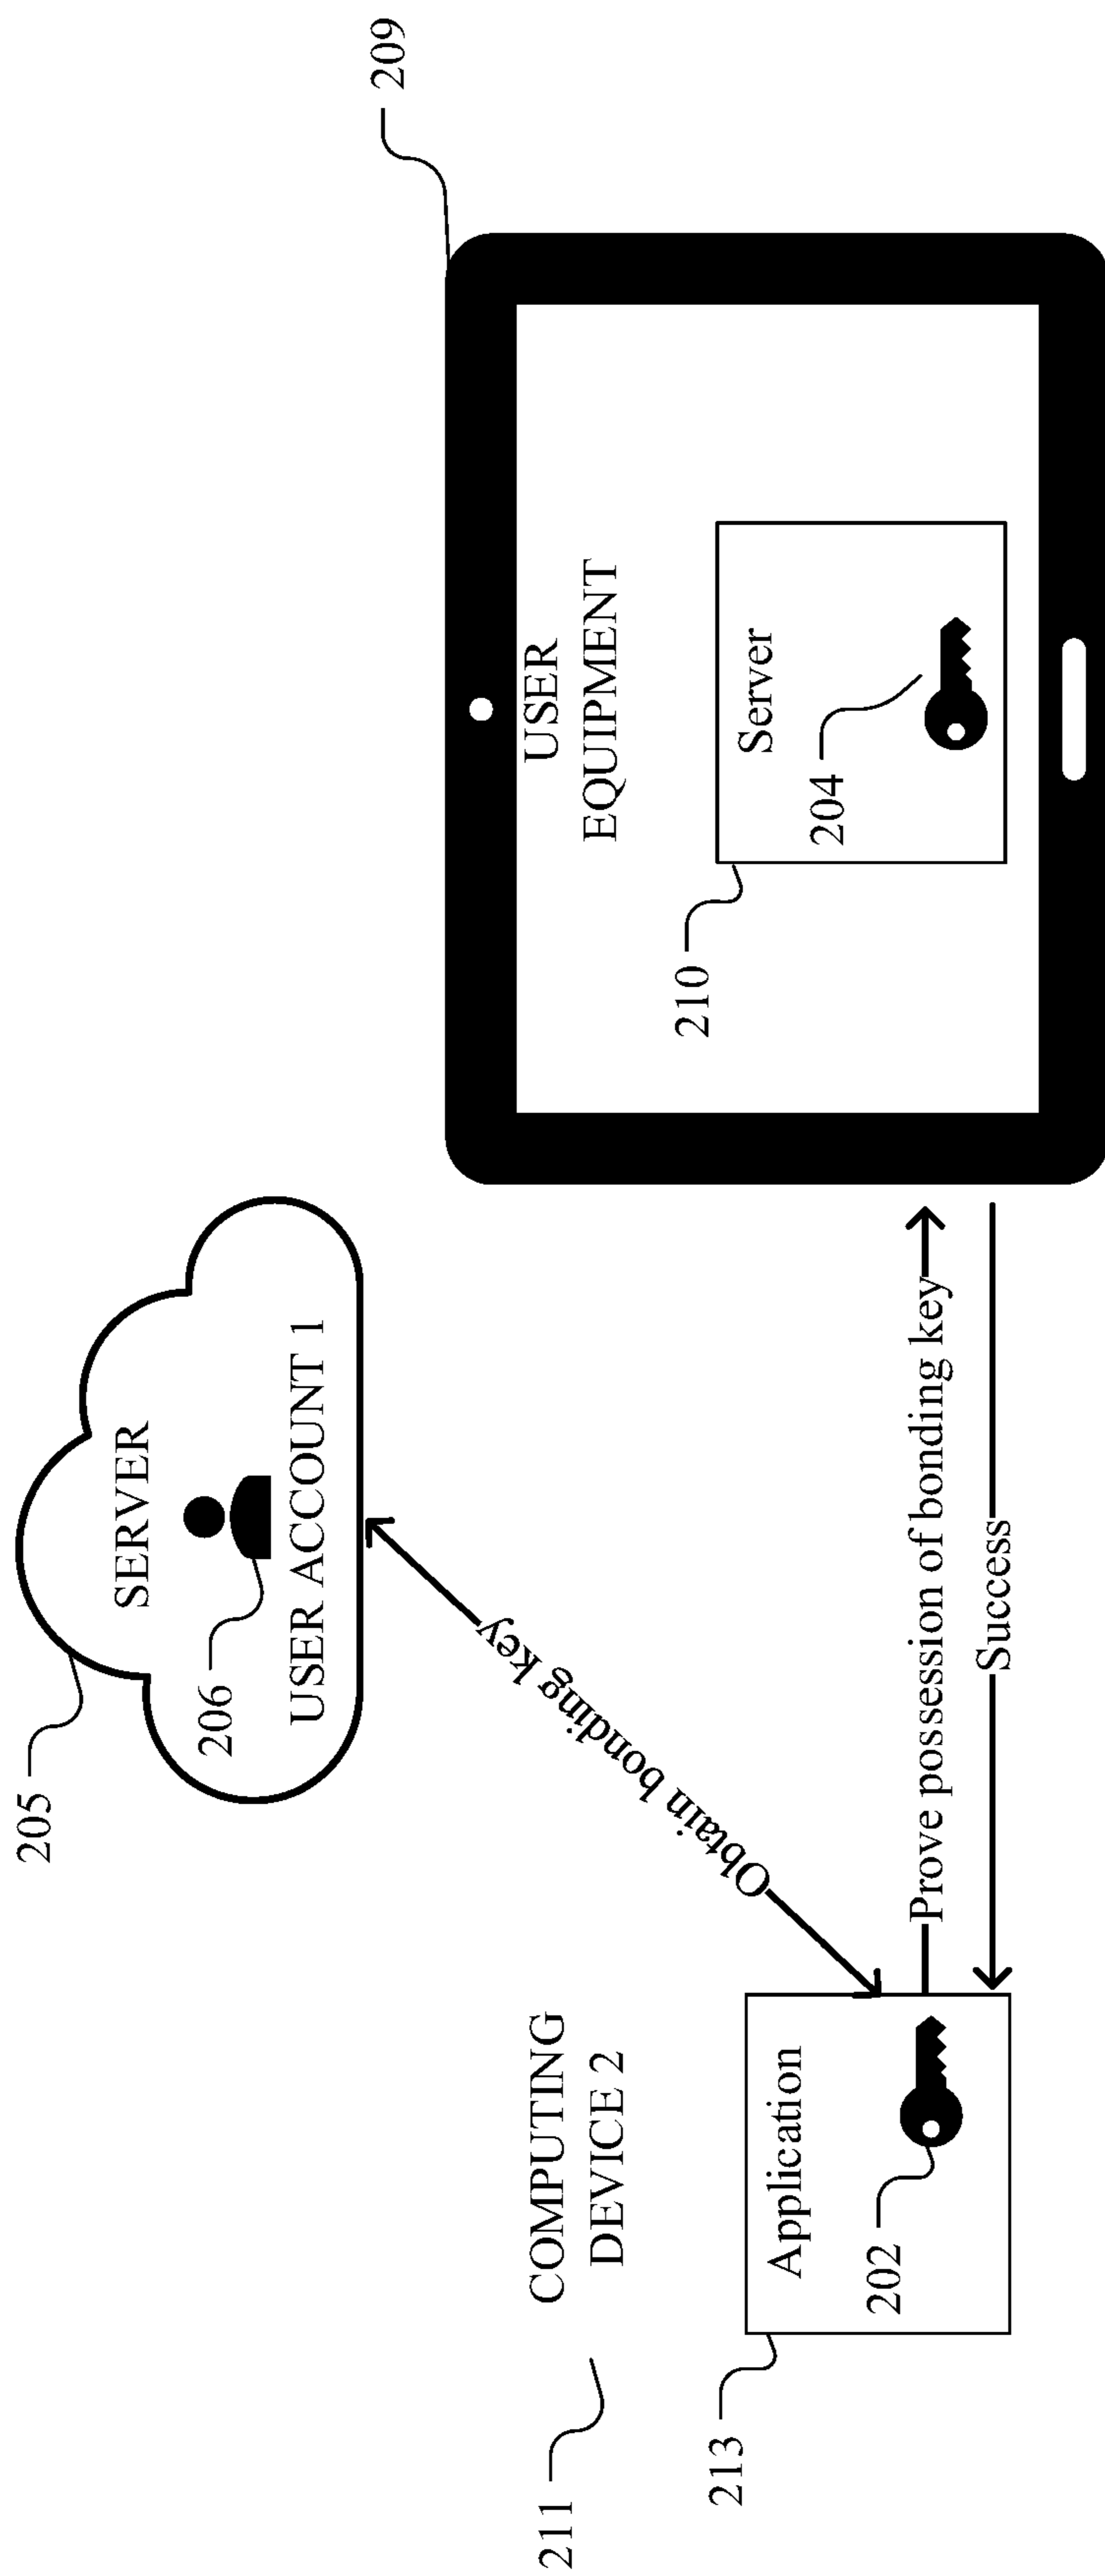 205
SERVER
206
USER ACCOUNT 1
209
211
COMPUTING
DEVICE 2
Obtain bonding key
USER
EQUIPMENT
213
Application
202
210
Server
204
Prove possession of bonding key
Success